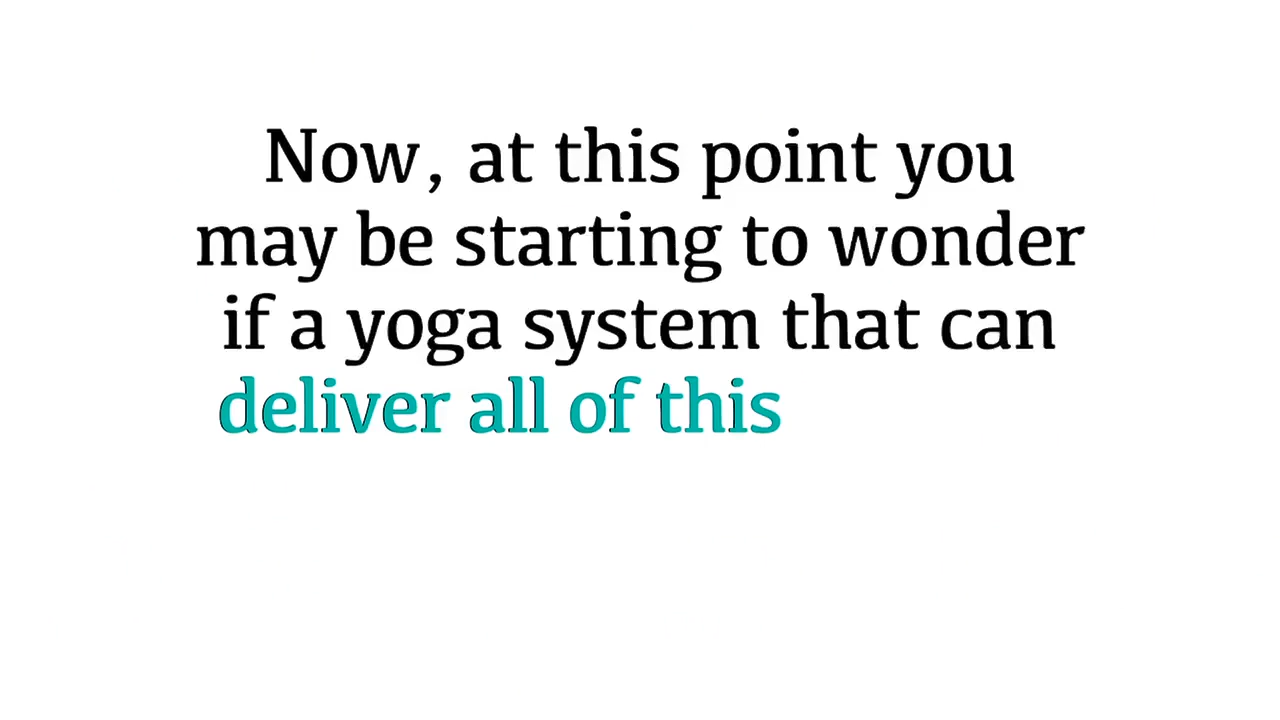 Now, at this point you
may be starting to wonder
if a yoga system that can
deliver all of this